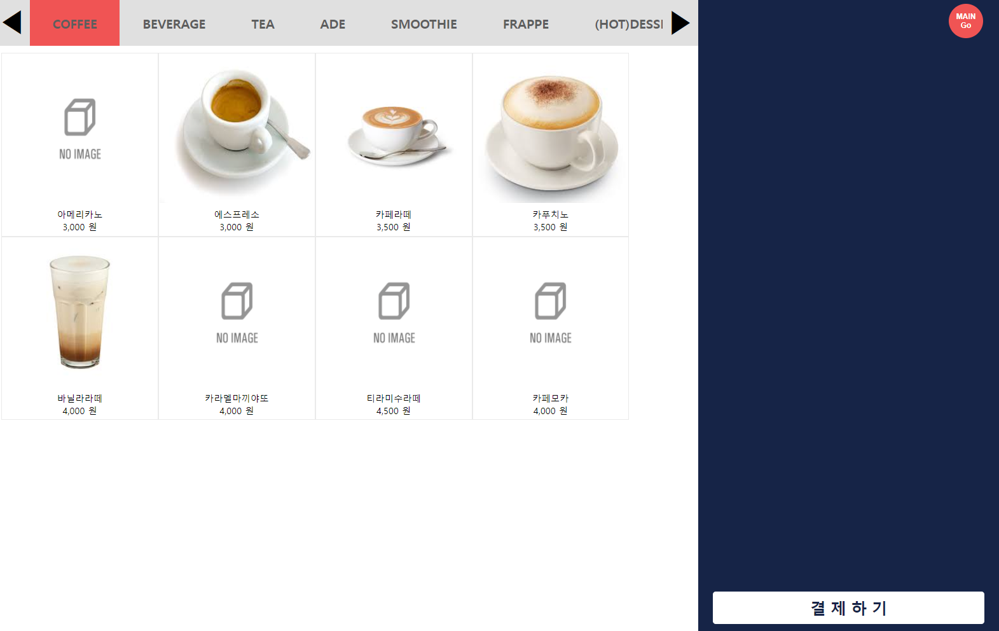 COFFEE BEVERAGE TEA ADE SMOOTHIE FRAPPE (HOT)DESS
MAIN
Go
NO IMAGE
아메리카노 에스프레소 카페라떼 카푸치노
3,000 원 3,000 원 3,500 원 3,500 원
NO IMAGE NO IMAGE NO IMAGE
바닐라라떼 카라멜마끼야또 티라미수라떼 카페모카
4,000 원 4,000 원 4,500 원 4,000 원
결 제 하 기